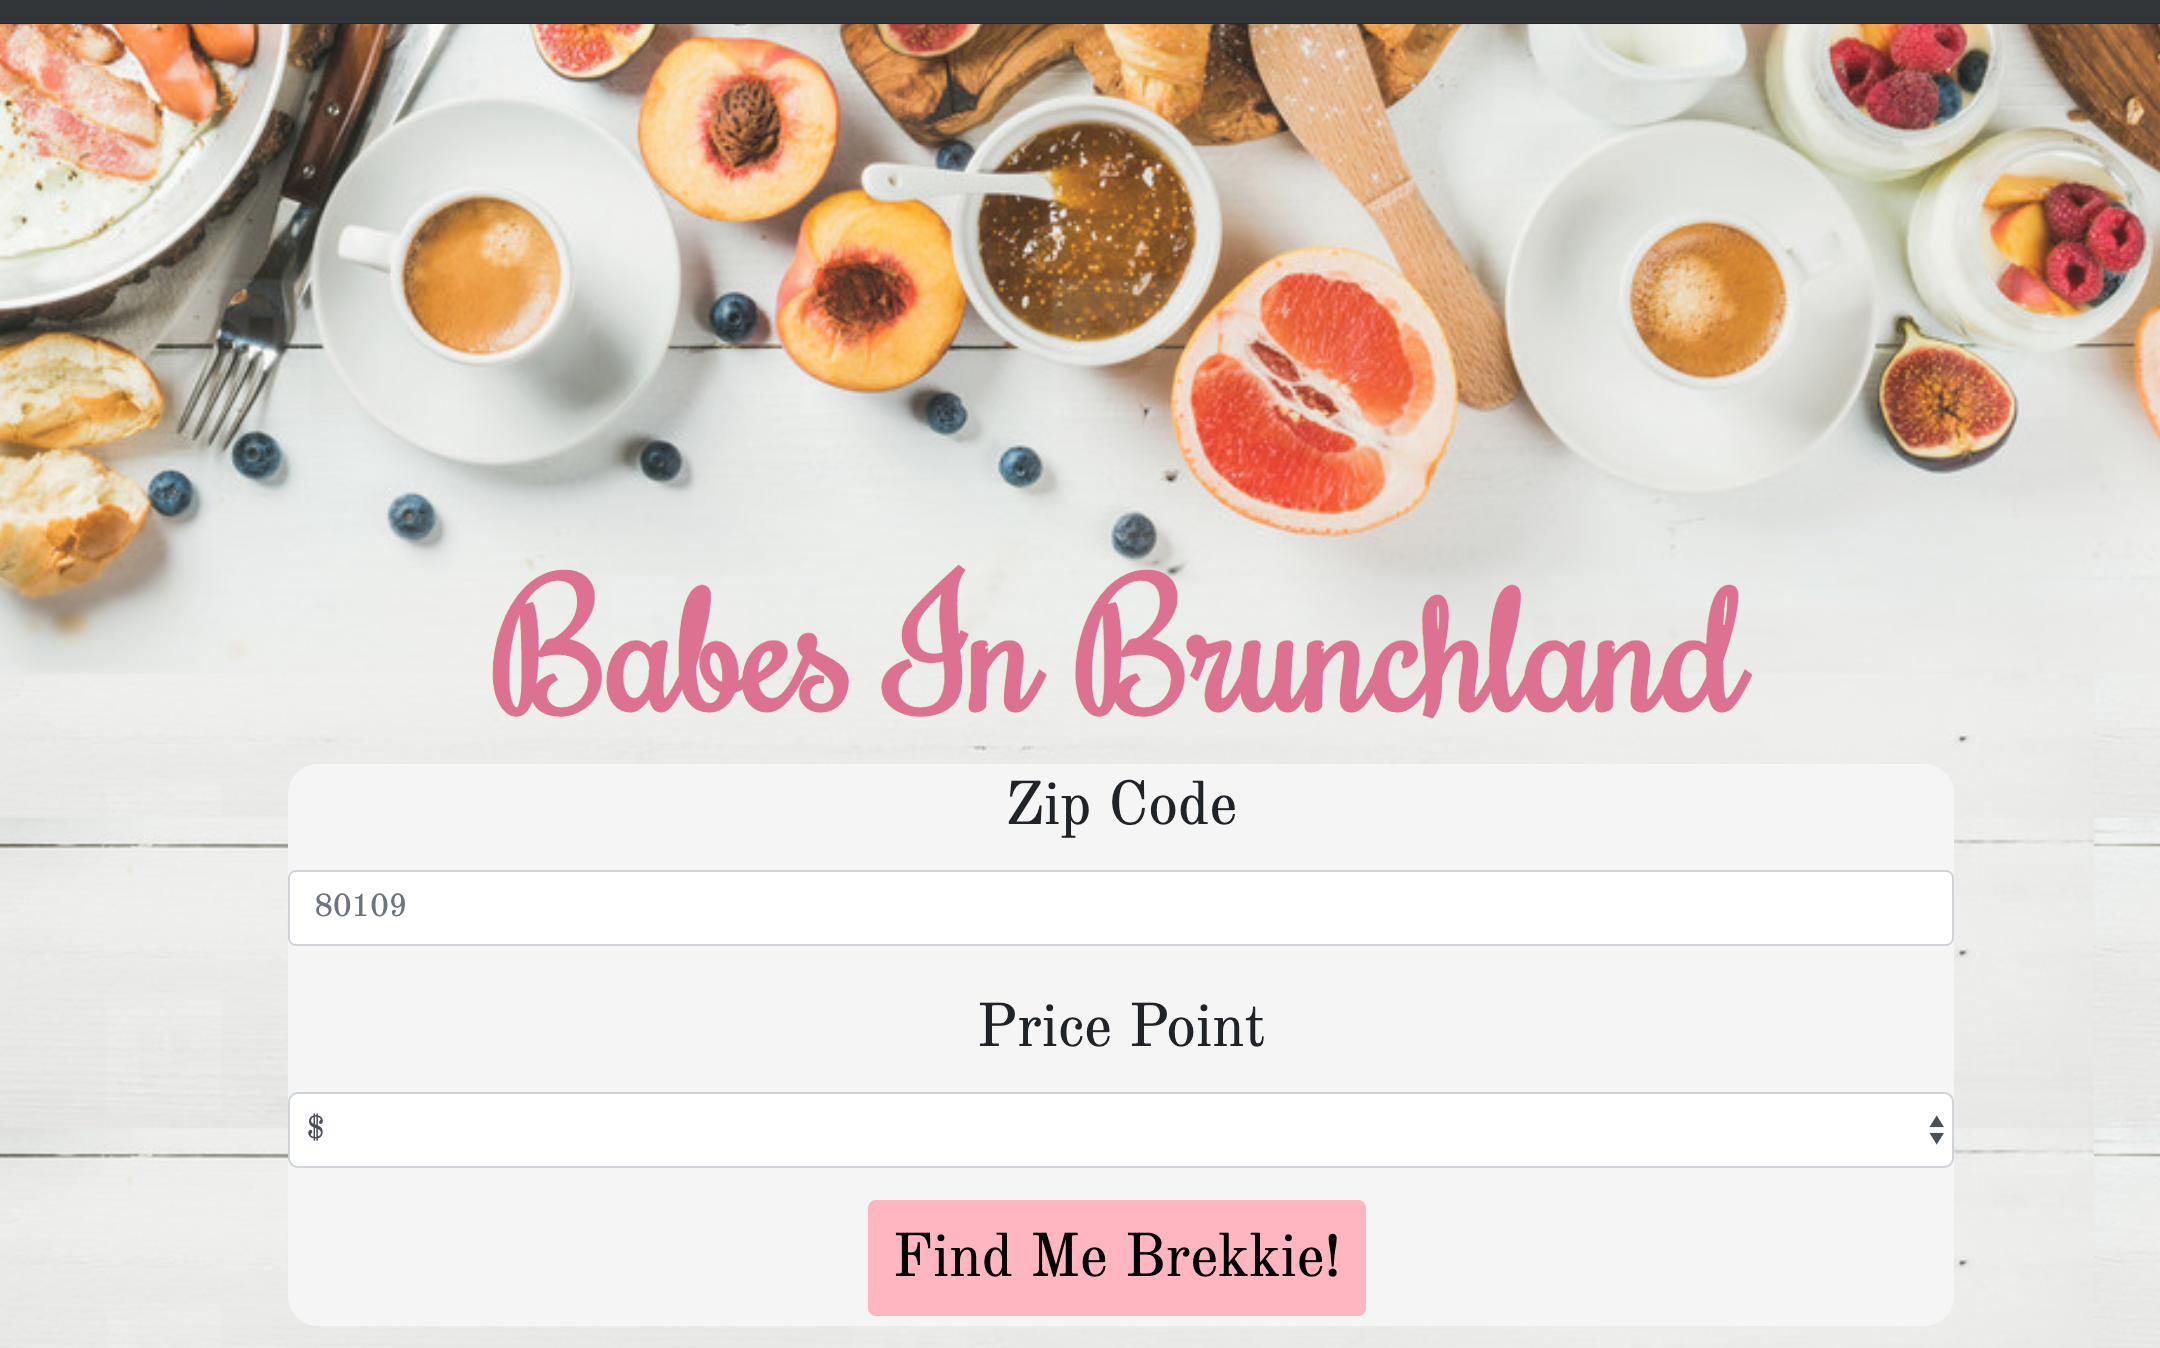 Babes In Brunchland
Zip Code
80109
Price Point
$
Find Me Brekkie!